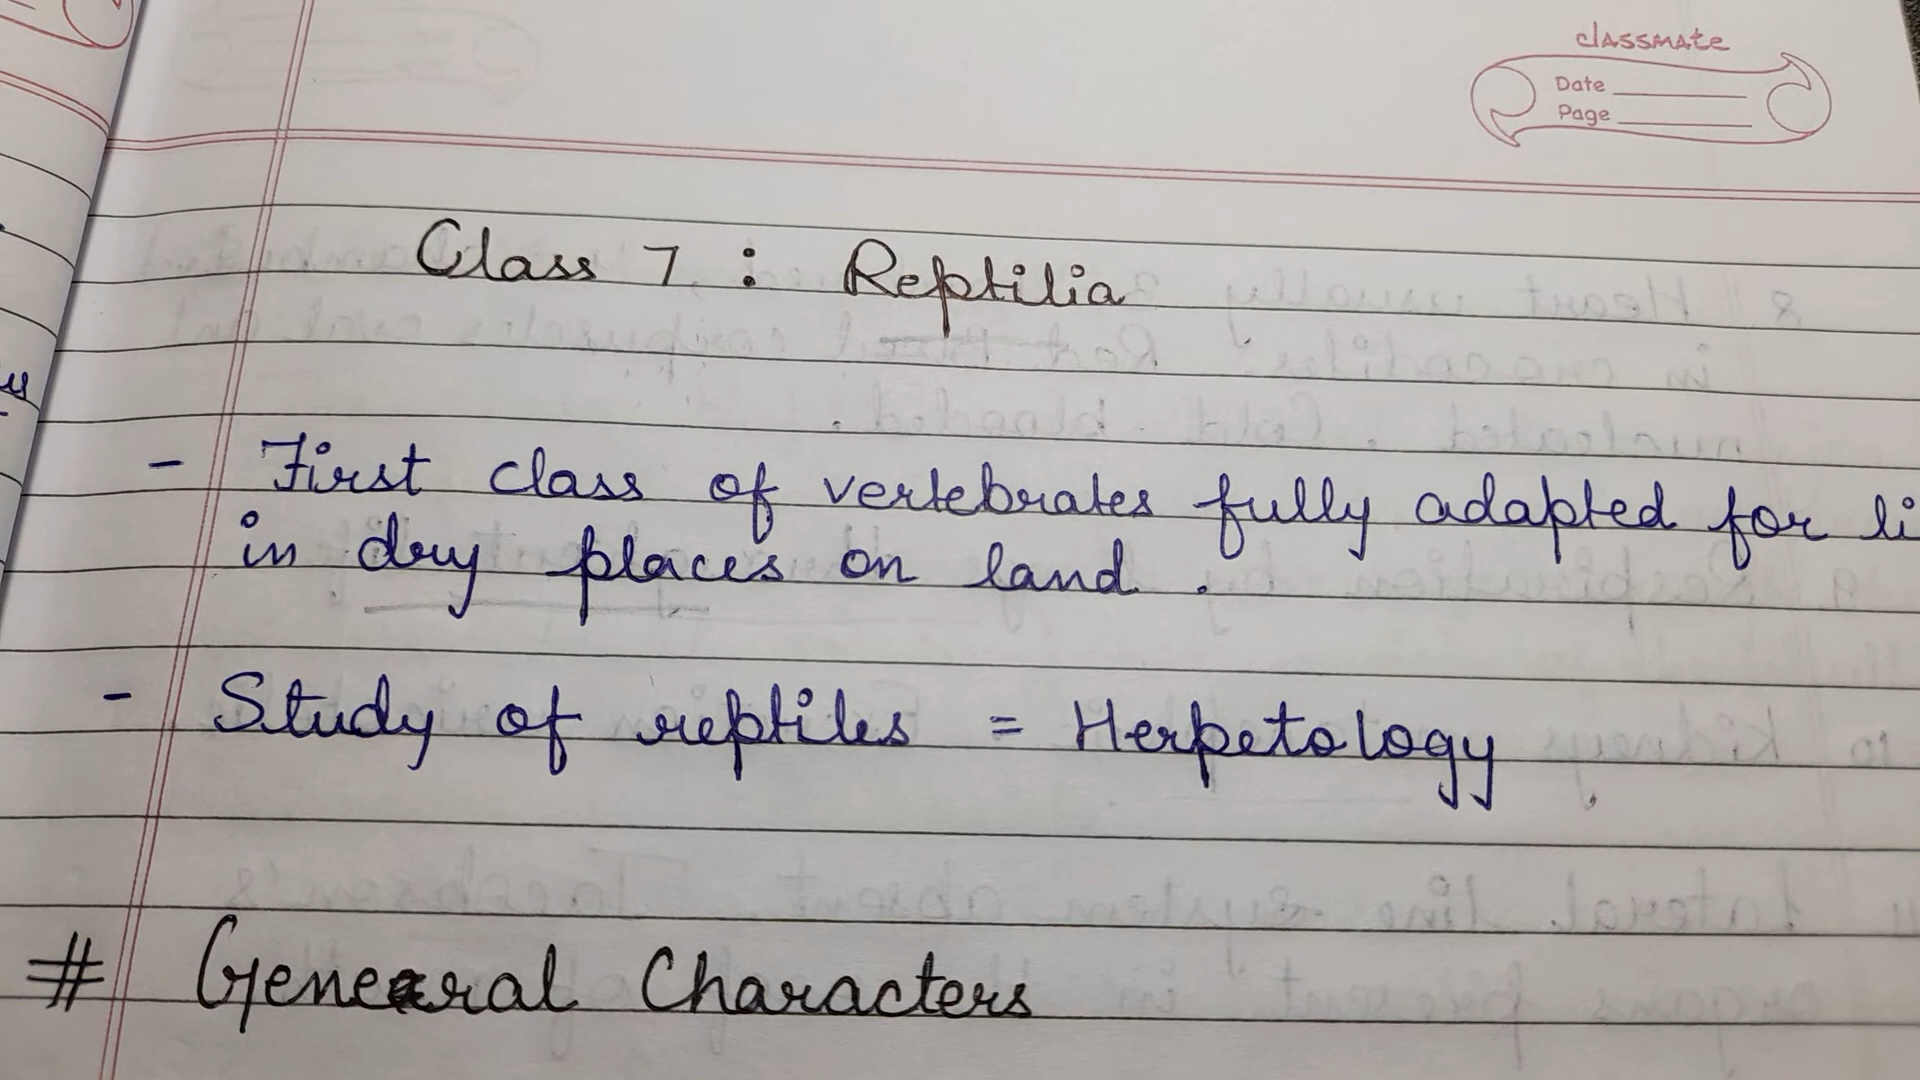 classmate
Date
Page
Class 7 : Reptilia
- First class of vertebrates fully adapted for li
in dry places on land .
- Study of reptiles = Herpetology
# General Characters